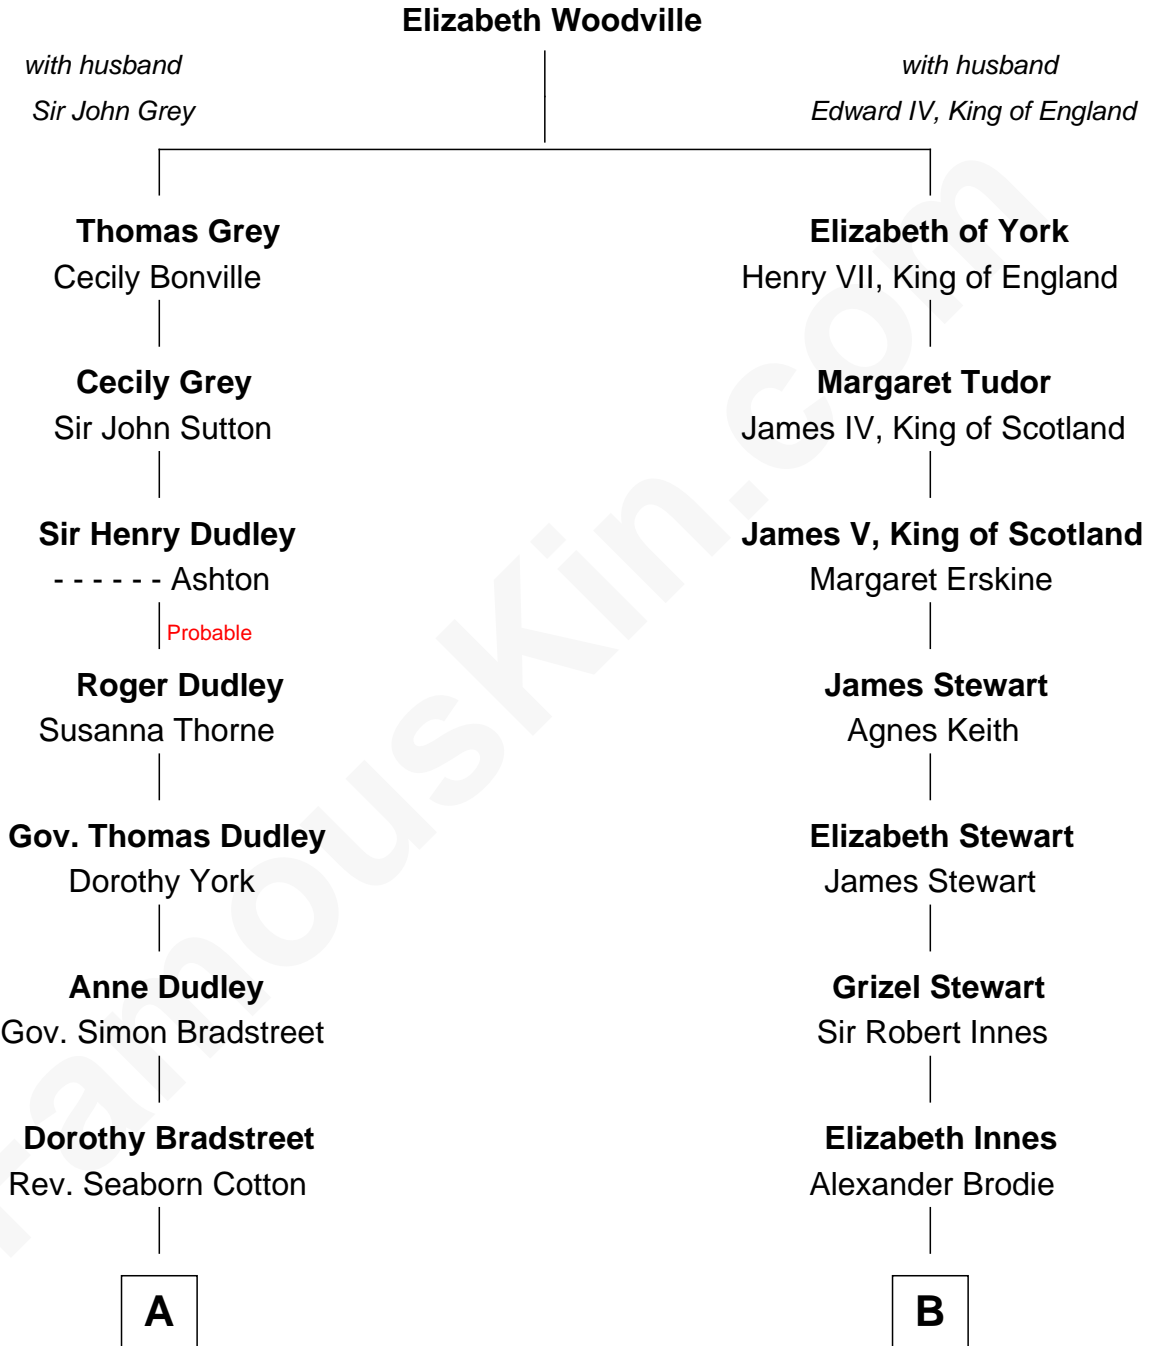 Elizabeth Woodville
with husband
Sir John Grey
with husband
Edward IV, King of England
Thomas Grey
Cecily Bonville
Elizabeth of York
Henry VII, King of England
Cecily Grey
Sir John Sutton
Margaret Tudor
James IV, King of Scotland
Sir Henry Dudley
- - - - - - Ashton
Probable
James V, King of Scotland
Margaret Erskine
Roger Dudley
Susanna Thorne
James Stewart
Agnes Keith
Gov. Thomas Dudley
Dorothy York
Elizabeth Stewart
James Stewart
Anne Dudley
Gov. Simon Bradstreet
Grizel Stewart
Sir Robert Innes
Dorothy Bradstreet
Rev. Seaborn Cotton
Elizabeth Innes
Alexander Brodie
A
B
famouskin.com